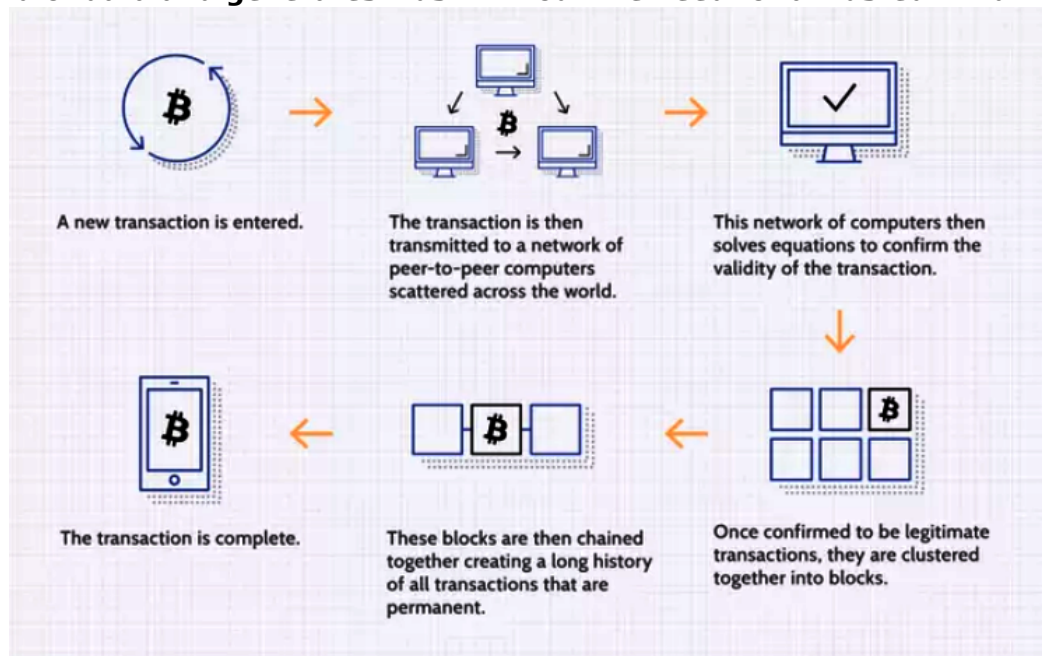 A new transaction is entered.
The transaction is then
transmitted to a network of
peer-to-peer computers
scattered across the world.
This network of computers then
solves equations to confirm the
validity of the transaction.
Once confirmed to be legitimate
transactions, they are clustered
together into blocks.
These blocks are then chained
together creating a long history
of all transactions that are
permanent.
The transaction is complete.